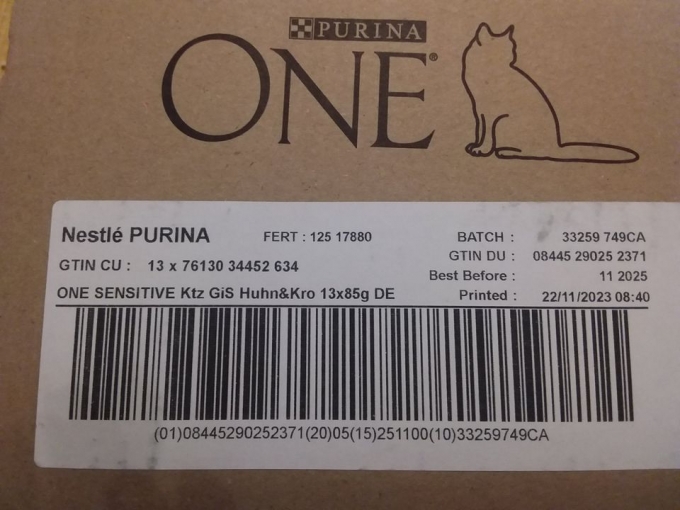 PURINA
ONE®
Nestlé PURINA FERT : 125 17880 BATCH : 33259 749CA
GTIN DU : 08445 29025 2371
GTIN CU : 13 x 76130 34452 634
Best Before : 11 2025
ONE SENSITIVE Ktz GiS Huhn&Kro 13x85g DE Printed : 22/11/2023 08:40
(01)08445290252371(20)05(15)251100(10)33259749CA